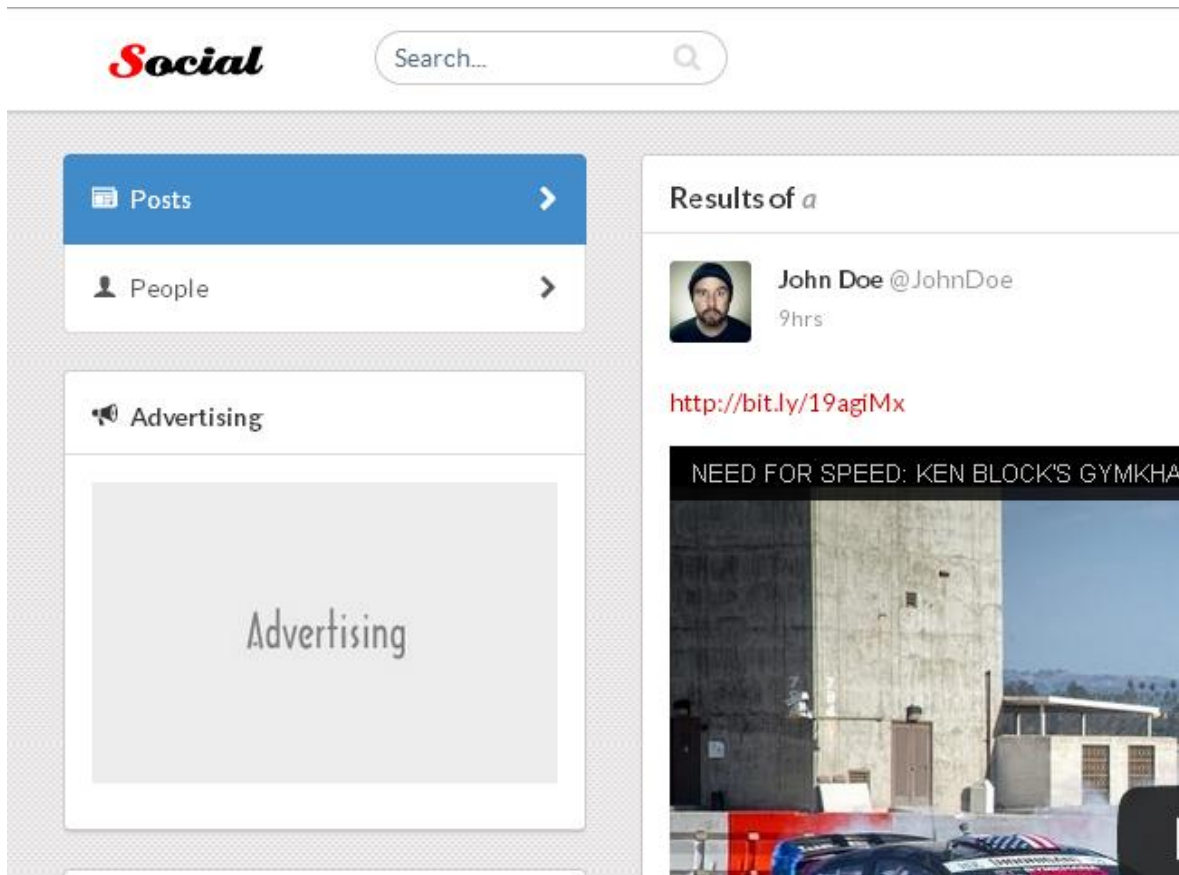 Social
Search...
Posts
People
Advertising
Advertising
Results of a
John Doe @JohnDoe
9hrs
http://bit.ly/19agiMx
NEED FOR SPEED: KEN BLOCK'S GYMKHA